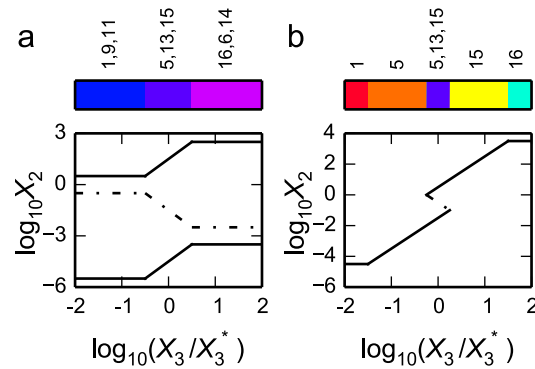 a
1,9,11
5,13,15
16,6,14
3
0
−3
−6
log₁₀X₂
−2 −1 0 1 2
log₁₀(X₃/X₃*)
b
1
5
5,13,15
15
16
4
2
0
−2
−4
−6
log₁₀X₂
−2 −1 0 1 2
log₁₀(X₃/X₃*)